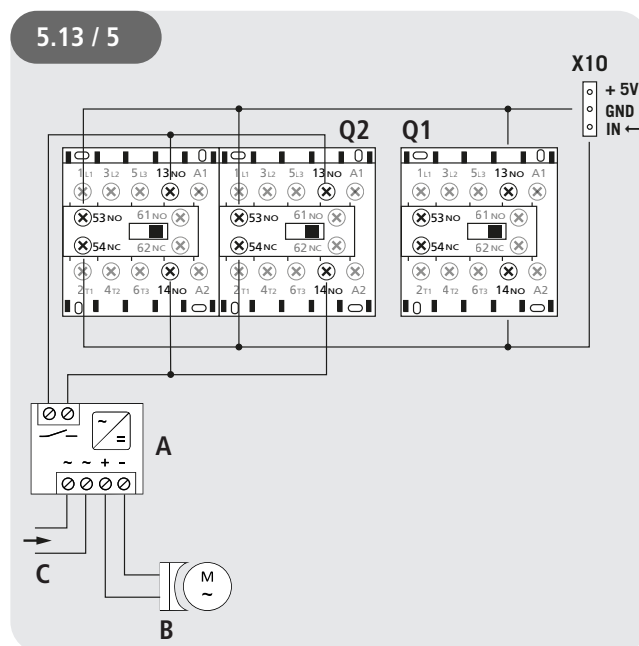 5.13 / 5
X10
+ 5V
GND
IN ←
Q2 Q1
1L1 3L2 5L3 13NO A1
1L1 3L2 5L3 13NO A1
1L1 3L2 5L3 13NO A1
53NO 61NO
53NO 61NO
53NO 61NO
54NC 62NC
54NC 62NC
54NC 62NC
2T1 4T2 6T3 14NO A2
2T1 4T2 6T3 14NO A2
2T1 4T2 6T3 14NO A2
~
=
A
~ ~ + -
C
M
~
B